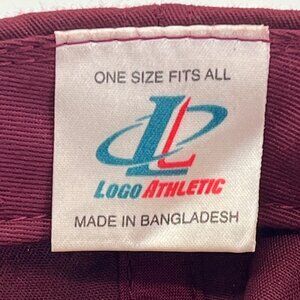 ONE SIZE FITS ALL
L
LOGO ATHLETIC
MADE IN BANGLADESH